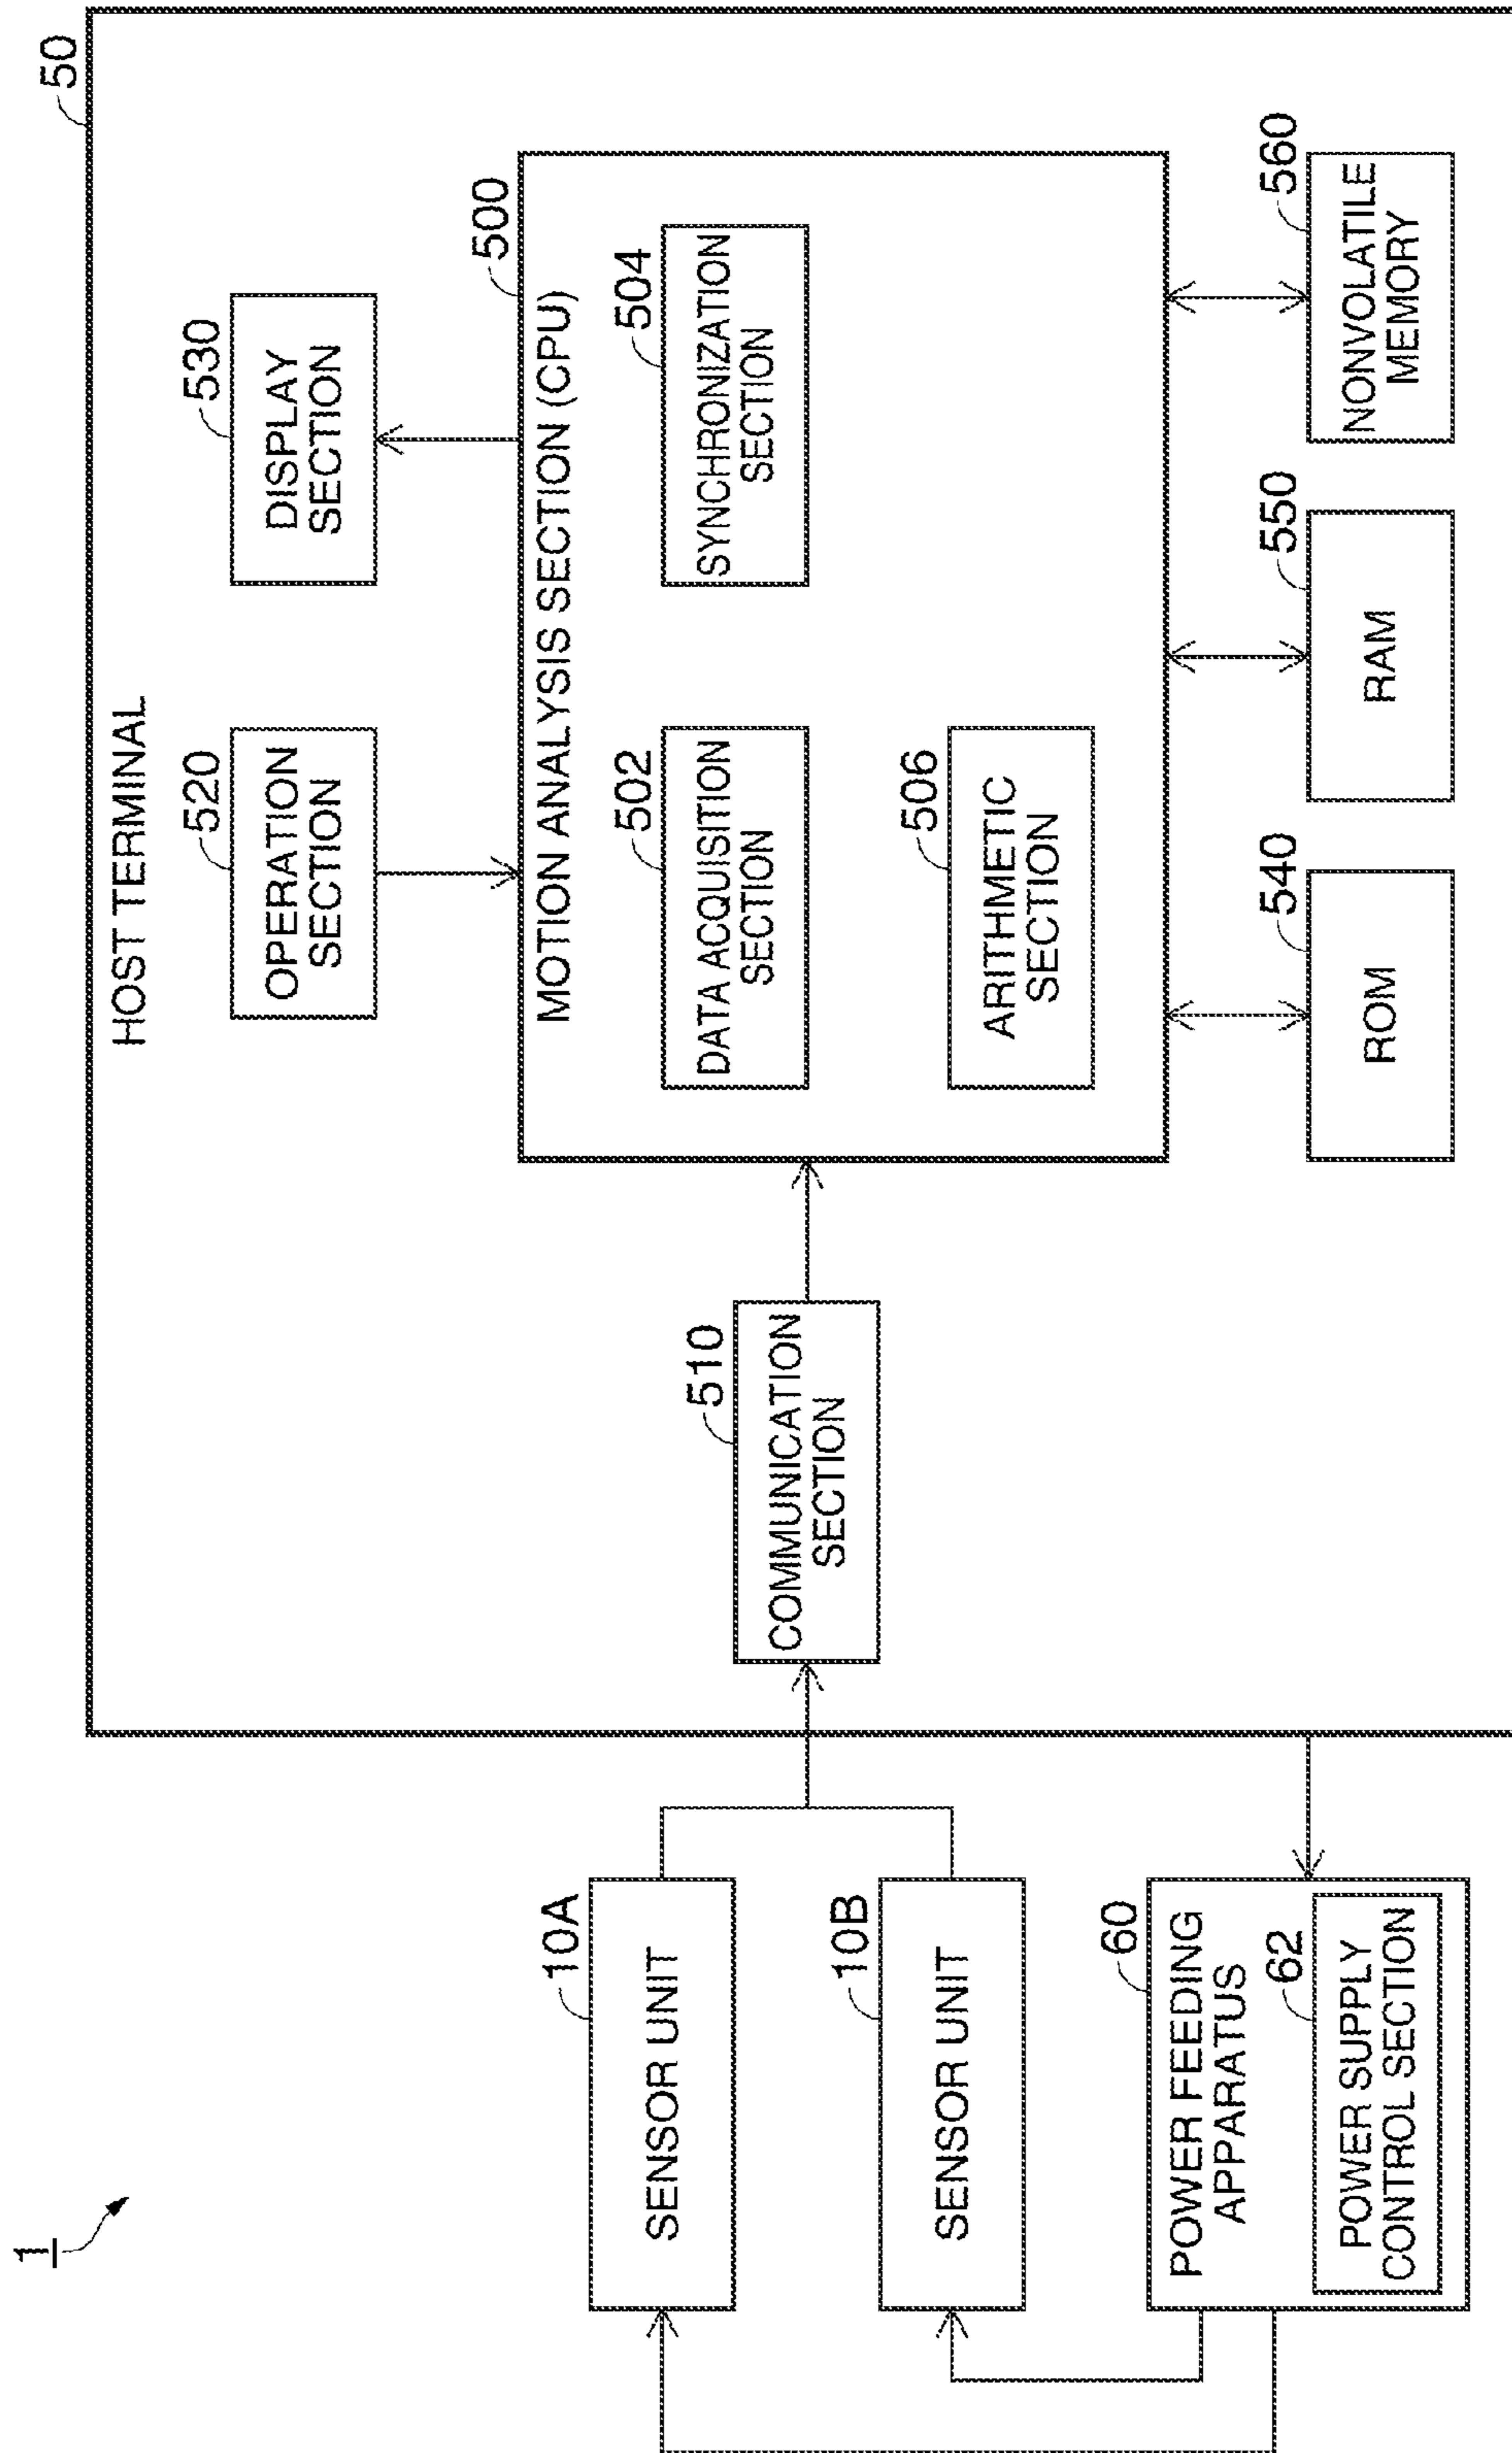 1
50
HOST TERMINAL
520
OPERATION
SECTION
530
DISPLAY
SECTION
500
MOTION ANALYSIS SECTION (CPU)
10A
SENSOR UNIT
502
DATA ACQUISITION
SECTION
504
SYNCHRONIZATION
SECTION
510
COMMUNICATION
SECTION
10B
SENSOR UNIT
506
ARITHMETIC
SECTION
60
POWER FEEDING
APPARATUS
62
POWER SUPPLY
CONTROL SECTION
540
ROM
550
RAM
560
NONVOLATILE
MEMORY